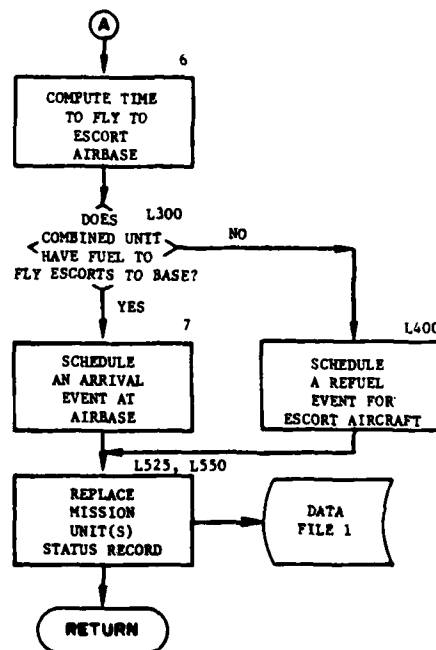 A
6
COMPUTE TIME
TO FLY TO
ESCORT
AIRBASE
L300
DOES
COMBINED UNIT
HAVE FUEL TO
FLY ESCORTS TO BASE?
NO
YES
7
SCHEDULE
AN ARRIVAL
EVENT AT
AIRBASE
L400
SCHEDULE
A REFUEL
EVENT FOR
ESCORT AIRCRAFT
L525, L550
REPLACE
MISSION
UNIT(S)
STATUS RECORD
DATA
FILE 1
RETURN